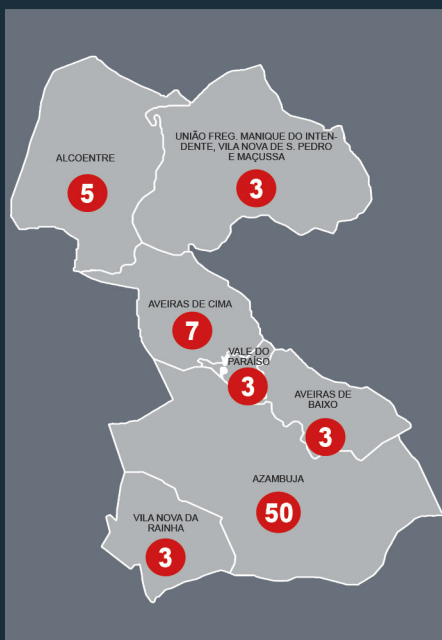 UNIÃO FREG. MANIQUE DO INTEN-
DENTE, VILA NOVA DE S. PEDRO
E MAÇUSSA
3
ALCOENTRE
5
AVEIRAS DE CIMA
7
VALE DO
PARAÍSO
3
AVEIRAS DE
BAIXO
3
AZAMBUJA
50
VILA NOVA DA
RAINHA
3